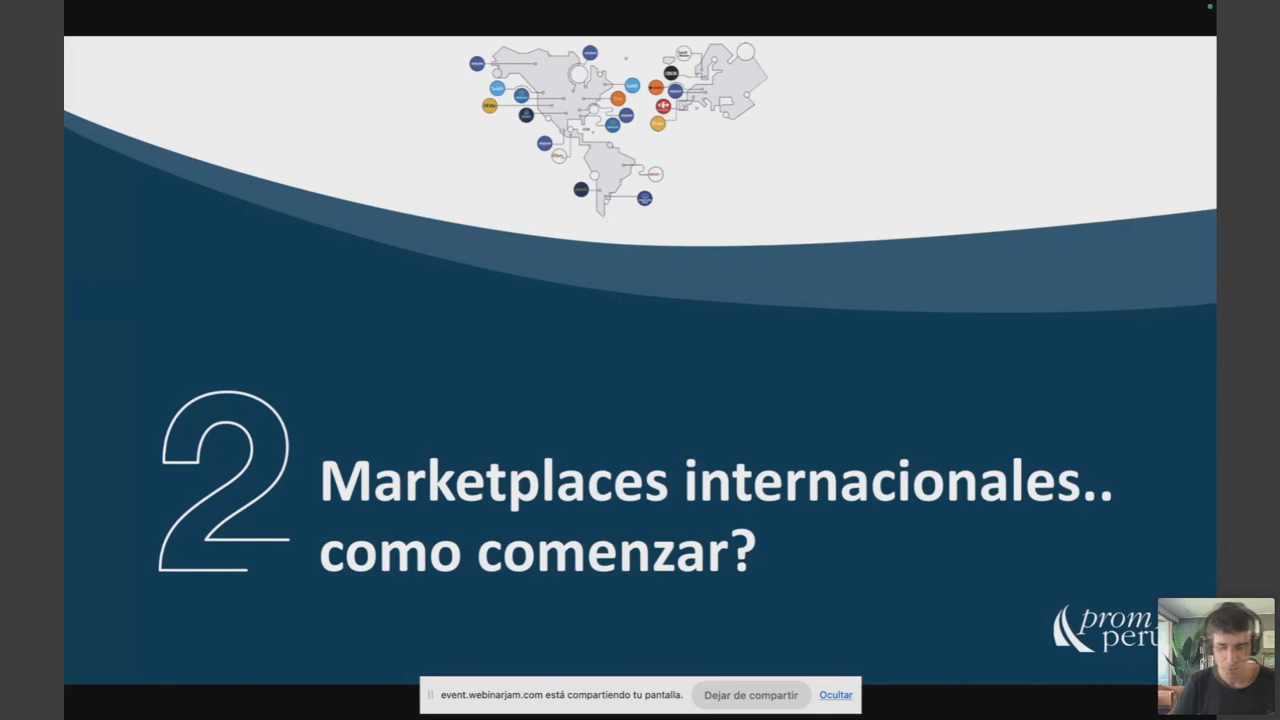 2
Marketplaces internacionales..
como comenzar?
prom
perú
event.webinarjam.com está compartiendo tu pantalla.
Dejar de compartir
Ocultar